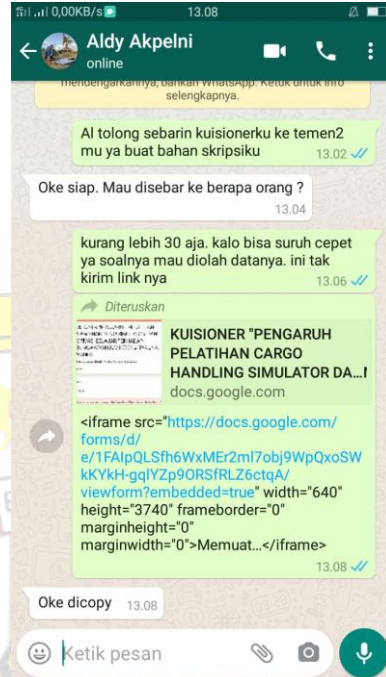 0,00KB/s
13.08
Aldy Akpelni
online
mendengarkannya, bahkan WhatsApp. Ketuk untuk info
selengkapnya.
Al tolong sebarin kuisionerku ke temen2
mu ya buat bahan skripsiku
13.02
Oke siap. Mau disebar ke berapa orang ?
13.04
kurang lebih 30 aja. kalo bisa suruh cepet
ya soalnya mau diolah datanya. ini tak
kirim link nya
13.06
Diteruskan
KUISIONER "PENGARUH
PELATIHAN CARGO
HANDLING SIMULATOR DA...
docs.google.com
<iframe src="https://docs.google.com/
forms/d/
e/1FAIpQLSfh6WxMEr2ml7obj9WpQxoSW
kKYkH-gqlYZp9ORSfRLZ6ctqA/
viewform?embedded=true" width="640"
height="3740" frameborder="0"
marginheight="0"
marginwidth="0">Memuat…</iframe>
13.08
Oke dicopy
13.08
Ketik pesan